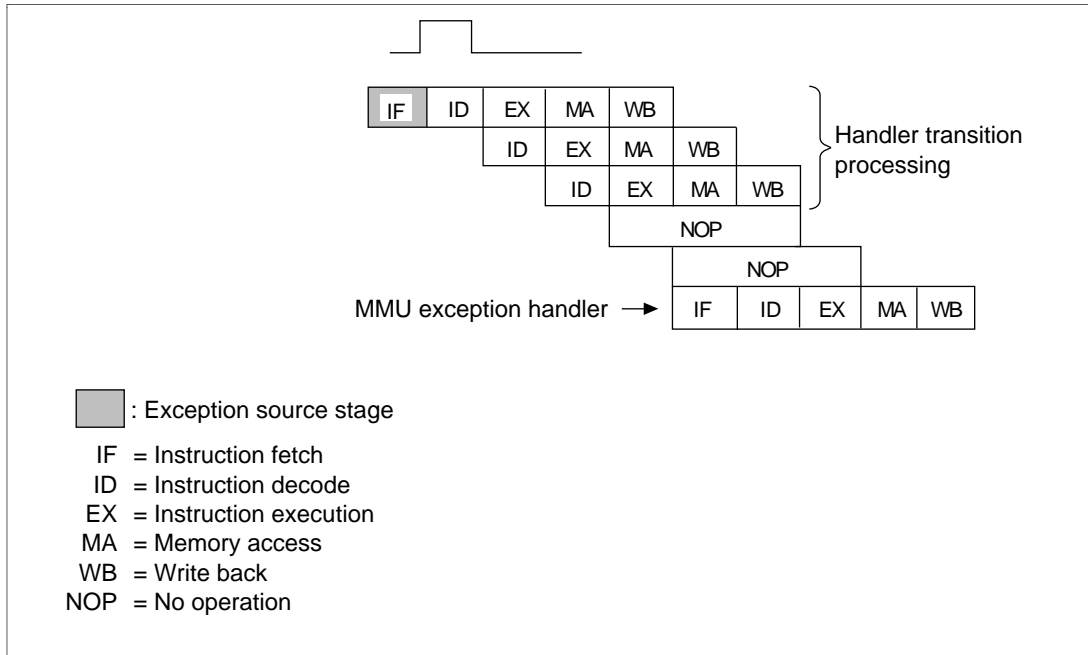 IF ID EX MA WB
ID EX MA WB
Handler transition
processing
ID EX MA WB
NOP
NOP
MMU exception handler IF ID EX MA WB
: Exception source stage
IF = Instruction fetch
ID = Instruction decode
EX = Instruction execution
MA = Memory access
WB = Write back
NOP = No operation